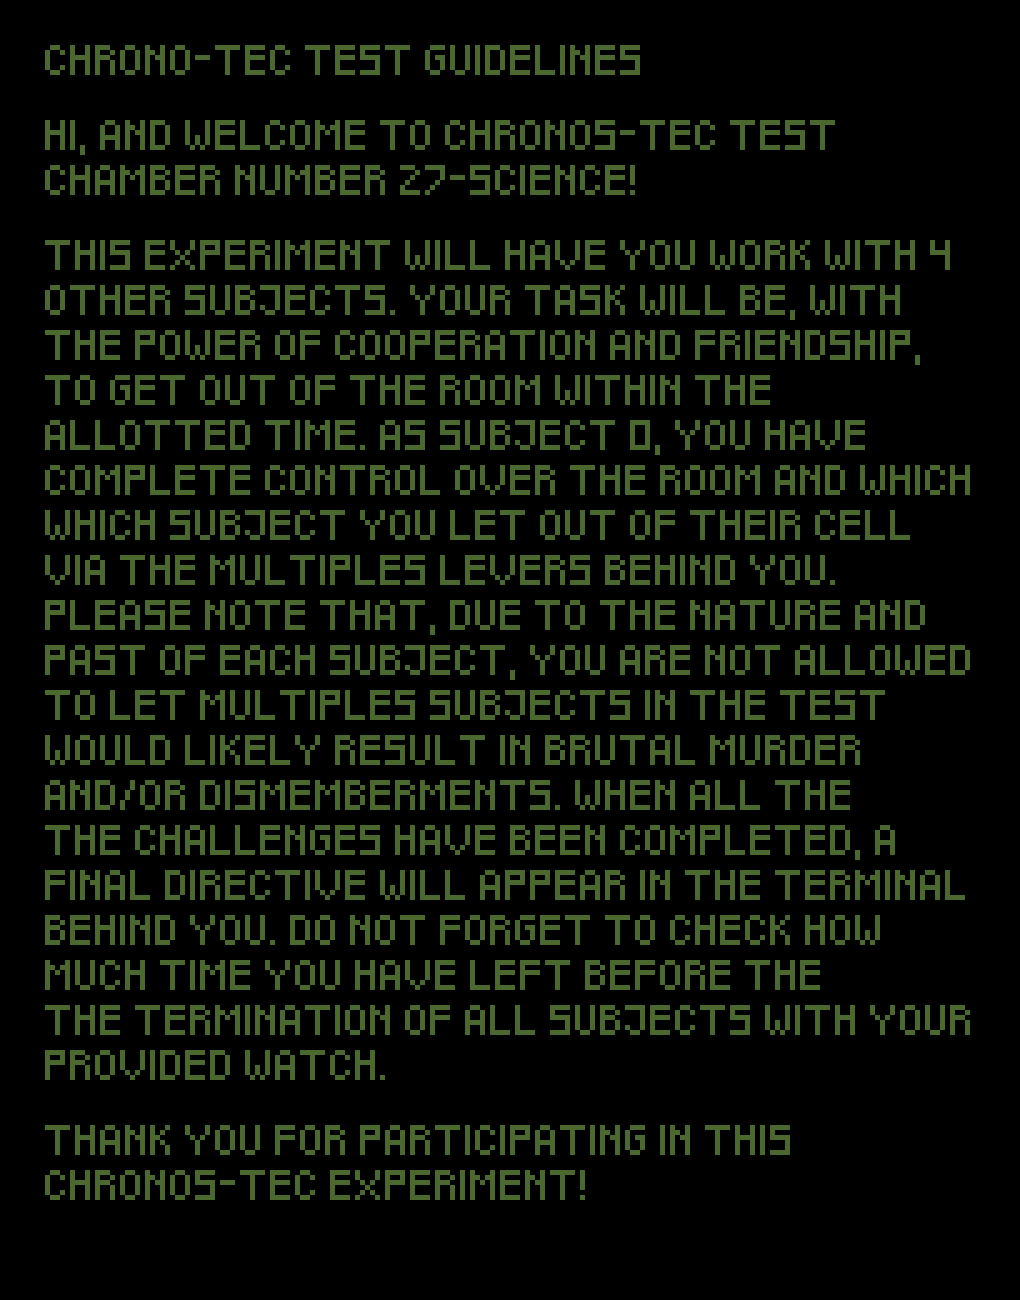 CHRONO-TEC TEST GUIDELINES
HI, AND WELCOME TO CHRONOS-TEC TEST
CHAMBER NUMBER 27-SCIENCE!
THIS EXPERIMENT WILL HAVE YOU WORK WITH 4
OTHER SUBJECTS. YOUR TASK WILL BE, WITH
THE POWER OF COOPERATION AND FRIENDSHIP,
TO GET OUT OF THE ROOM WITHIN THE
ALLOTTED TIME. AS SUBJECT 0, YOU HAVE
COMPLETE CONTROL OVER THE ROOM AND WHICH
WHICH SUBJECT YOU LET OUT OF THEIR CELL
VIA THE MULTIPLES LEVERS BEHIND YOU.
PLEASE NOTE THAT, DUE TO THE NATURE AND
PAST OF EACH SUBJECT, YOU ARE NOT ALLOWED
TO LET MULTIPLES SUBJECTS IN THE TEST
WOULD LIKELY RESULT IN BRUTAL MURDER
AND/OR DISMEMBERMENTS. WHEN ALL THE
THE CHALLENGES HAVE BEEN COMPLETED, A
FINAL DIRECTIVE WILL APPEAR IN THE TERMINAL
BEHIND YOU. DO NOT FORGET TO CHECK HOW
MUCH TIME YOU HAVE LEFT BEFORE THE
THE TERMINATION OF ALL SUBJECTS WITH YOUR
PROVIDED WATCH.
THANK YOU FOR PARTICIPATING IN THIS
CHRONOS-TEC EXPERIMENT!